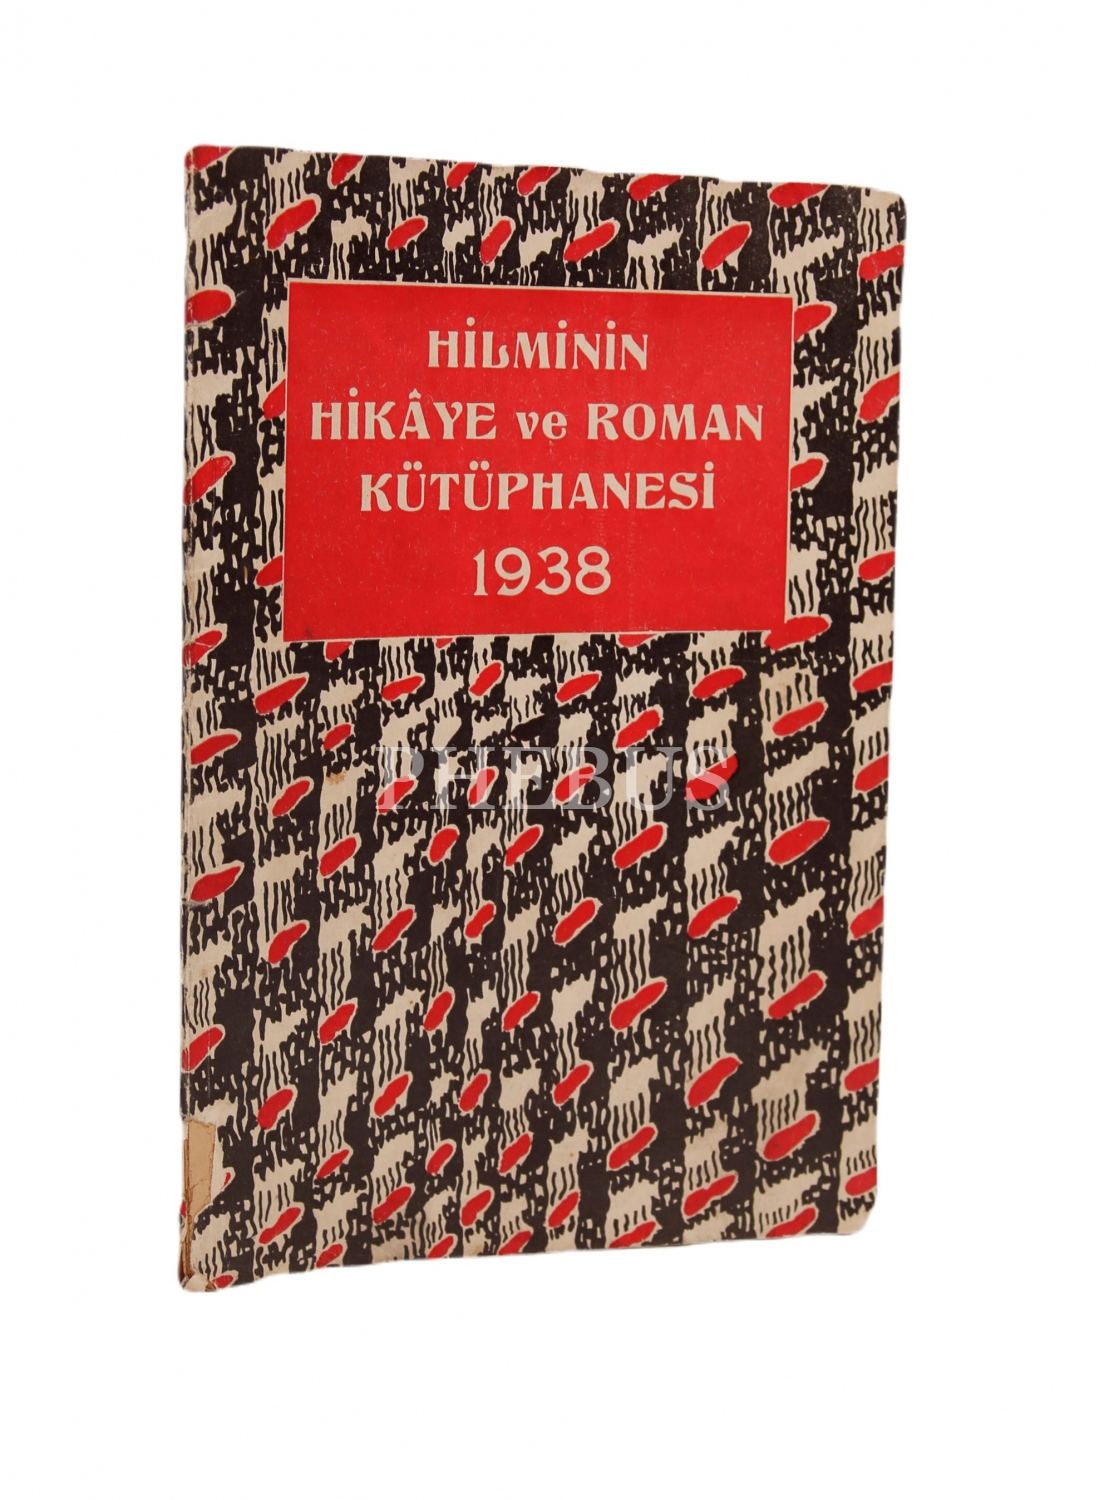 HİLMİNİN
HİKÂYE ve ROMAN
KÜTÜPHANESİ
1938
PHEBUS